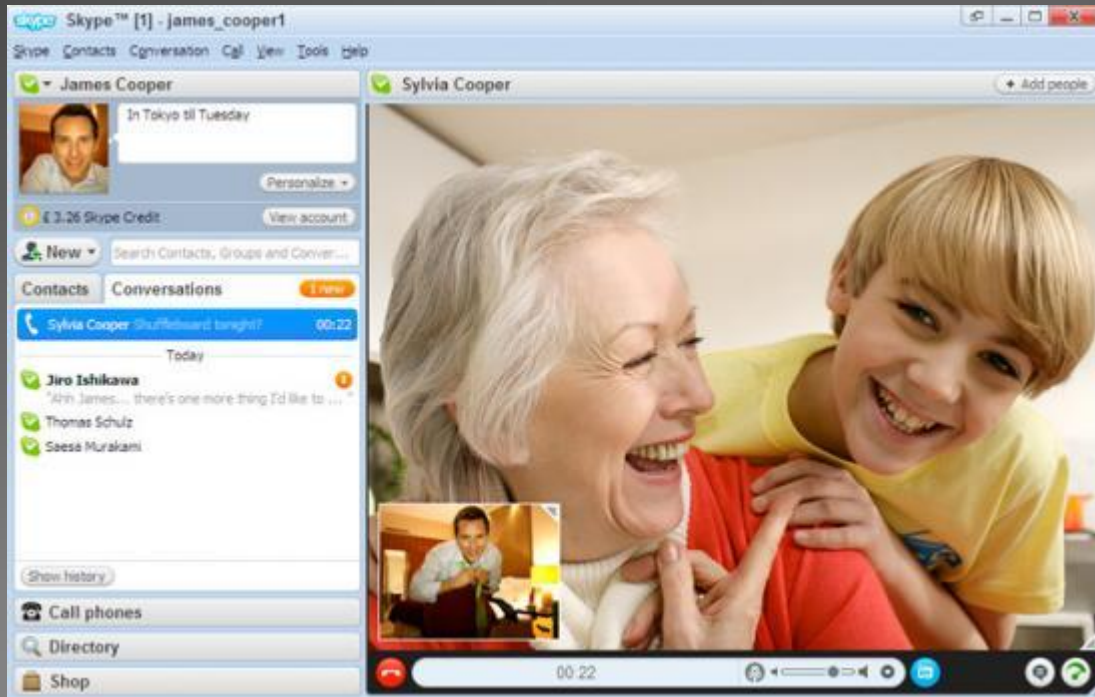 skype Skype™ [1] - james_cooper1
Skype Contacts Conversation Call View Tools Help
James Cooper
In Tokyo till Tuesday
Personalize
£ 3.26 Skype Credit
View account
New
Search Contacts, Groups and Conver...
Contacts
Conversations
1 new
Sylvia Cooper Shuffleboard tonight? 00:22
Today
Jiro Ishikawa
"Ahh James... there's one more thing I'd like to ... "
Thomas Schulz
Saesa Murakami
Show history
Call phones
Directory
Shop
Sylvia Cooper
Add people
00:22